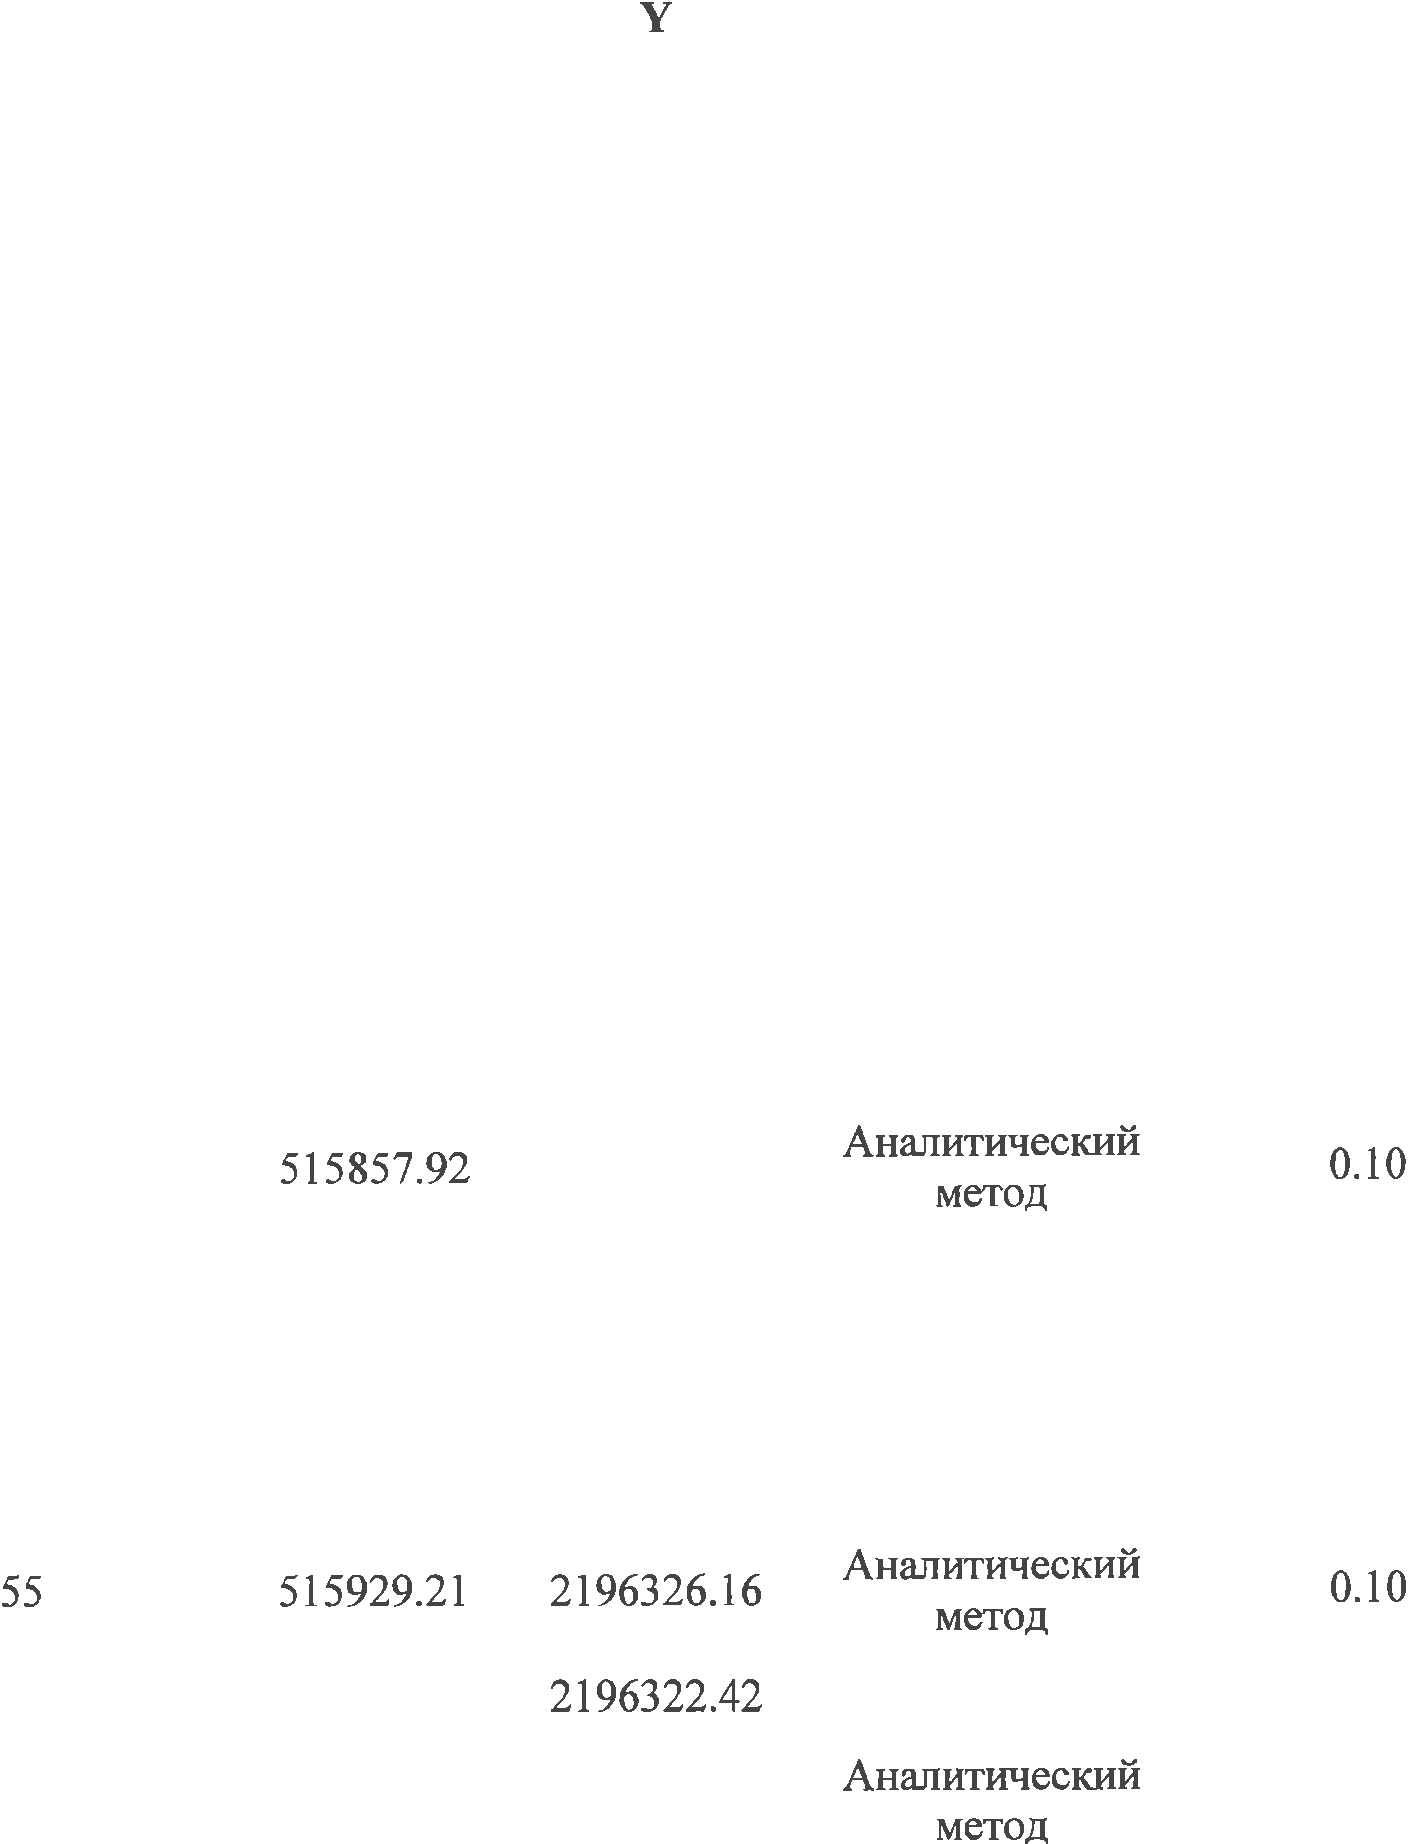 Y
515857.92 Аналитический метод 0.10
55 515929.21 2196326.16 Аналитический метод 0.10
2196322.42
Аналитический
метод